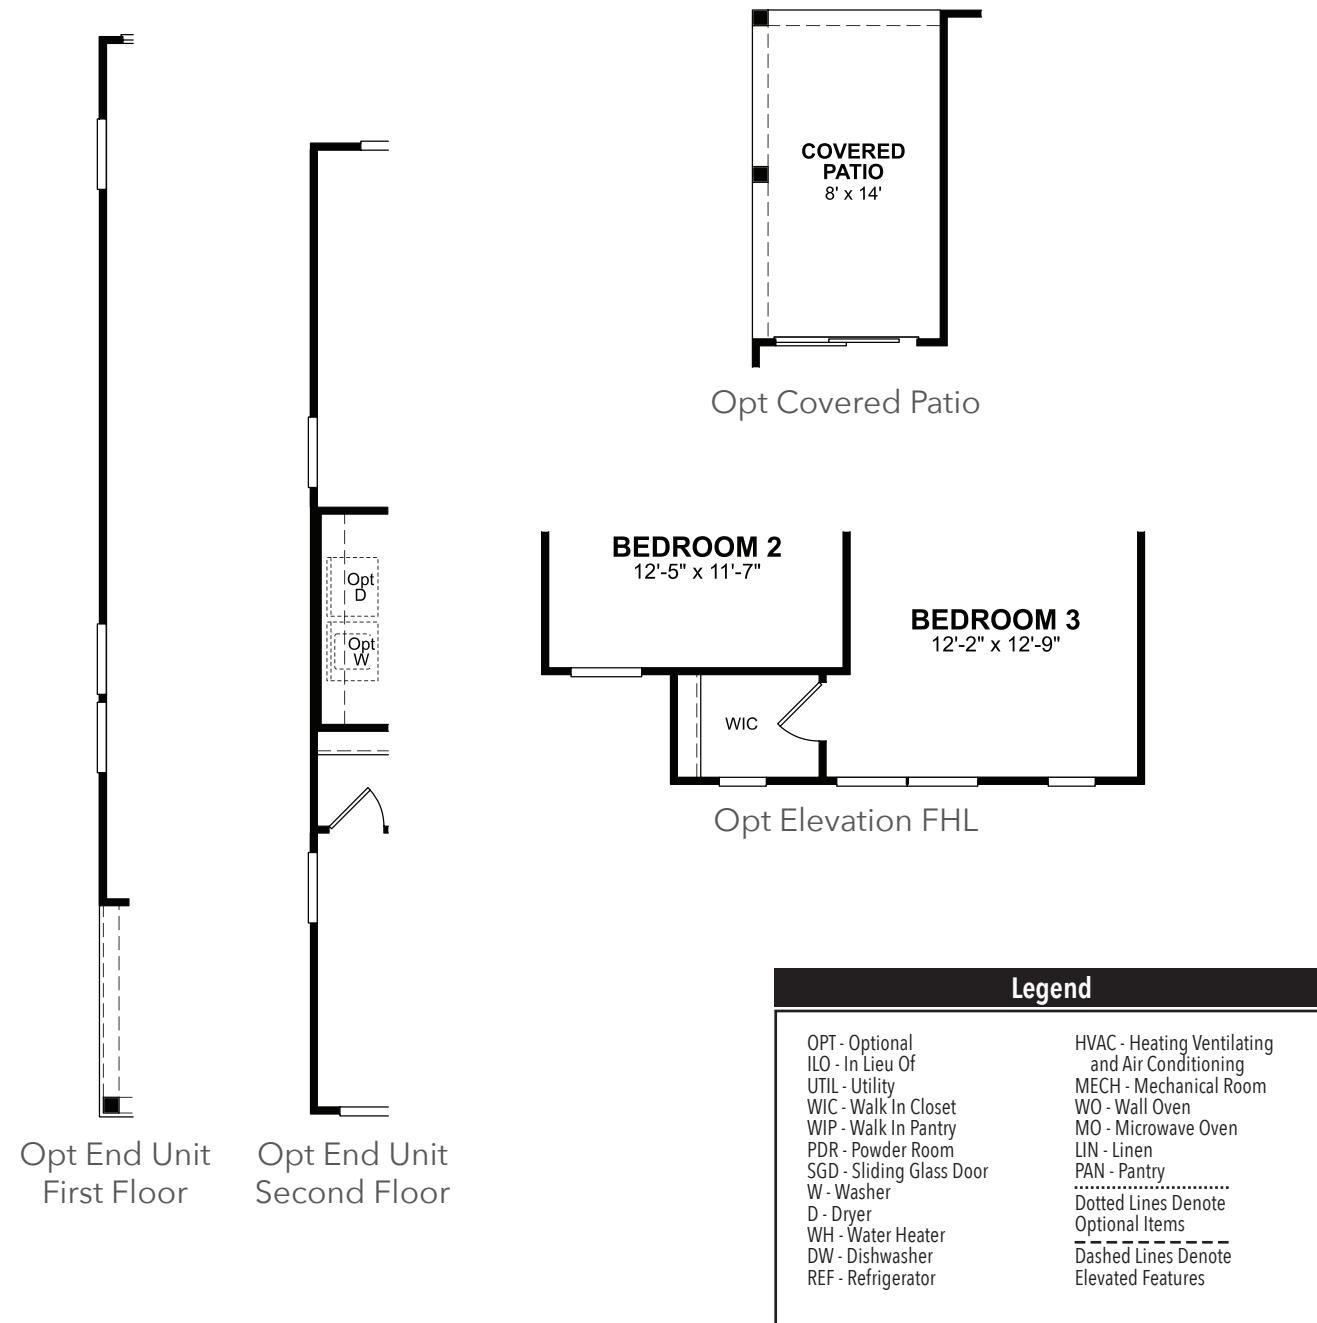 COVERED
PATIO
8' x 14'
Opt Covered Patio
Opt
D
Opt
W
BEDROOM 2
12'-5" x 11'-7"
BEDROOM 3
12'-2" x 12'-9"
WIC
Opt Elevation FHL
Opt End Unit
First Floor
Opt End Unit
Second Floor
Legend
OPT - Optional
ILO - In Lieu Of
UTIL - Utility
WIC - Walk In Closet
WIP - Walk In Pantry
PDR - Powder Room
SGD - Sliding Glass Door
W - Washer
D - Dryer
WH - Water Heater
DW - Dishwasher
REF - Refrigerator
HVAC - Heating Ventilating
and Air Conditioning
MECH - Mechanical Room
WO - Wall Oven
MO - Microwave Oven
LIN - Linen
PAN - Pantry
Dotted Lines Denote
Optional Items
Dashed Lines Denote
Elevated Features